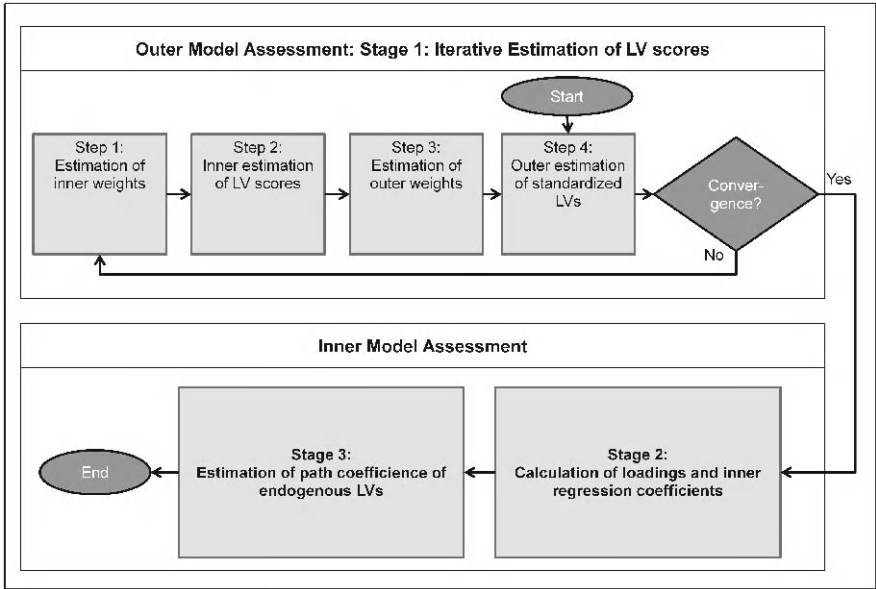 Outer Model Assessment: Stage 1: Iterative Estimation of LV scores
Start
Step 1:
Estimation of
inner weights
Step 2:
Inner estimation
of LV scores
Step 3:
Estimation of
outer weights
Step 4:
Outer estimation
of standardized
LVs
Conver-
gence?
Yes
No
Inner Model Assessment
End
Stage 3:
Estimation of path coefficience of
endogenous LVs
Stage 2:
Calculation of loadings and inner
regression coefficients